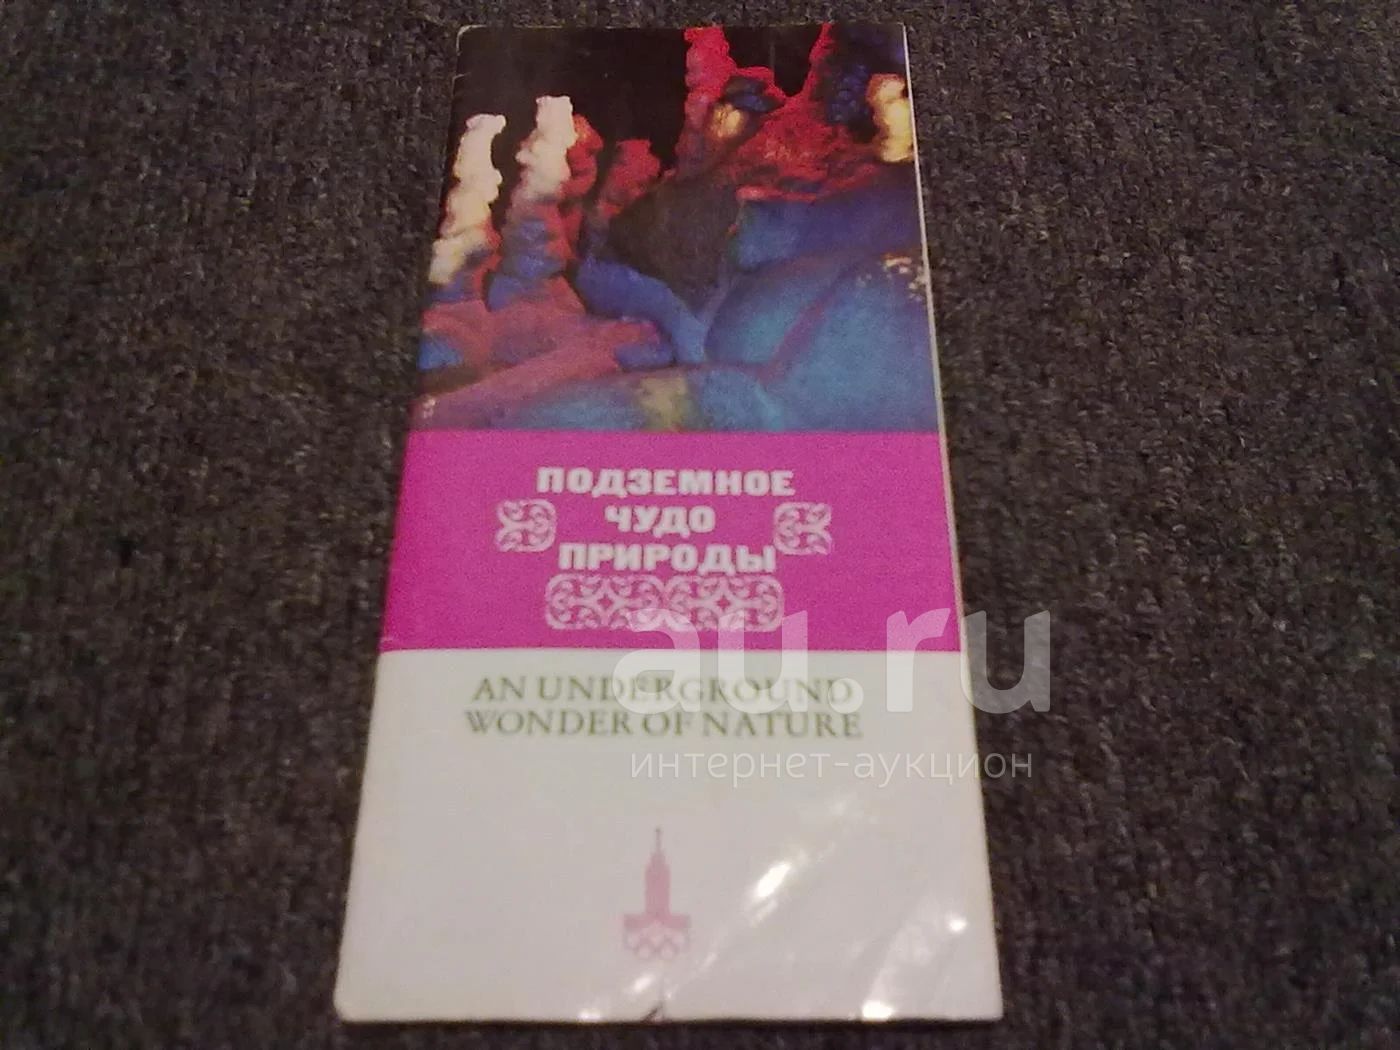 ПОДЗЕМНОЕ
ЧУДО
ПРИРОДЫ
au.ru
AN UNDERGROUND
WONDER OF NATURE
интернет-аукцион